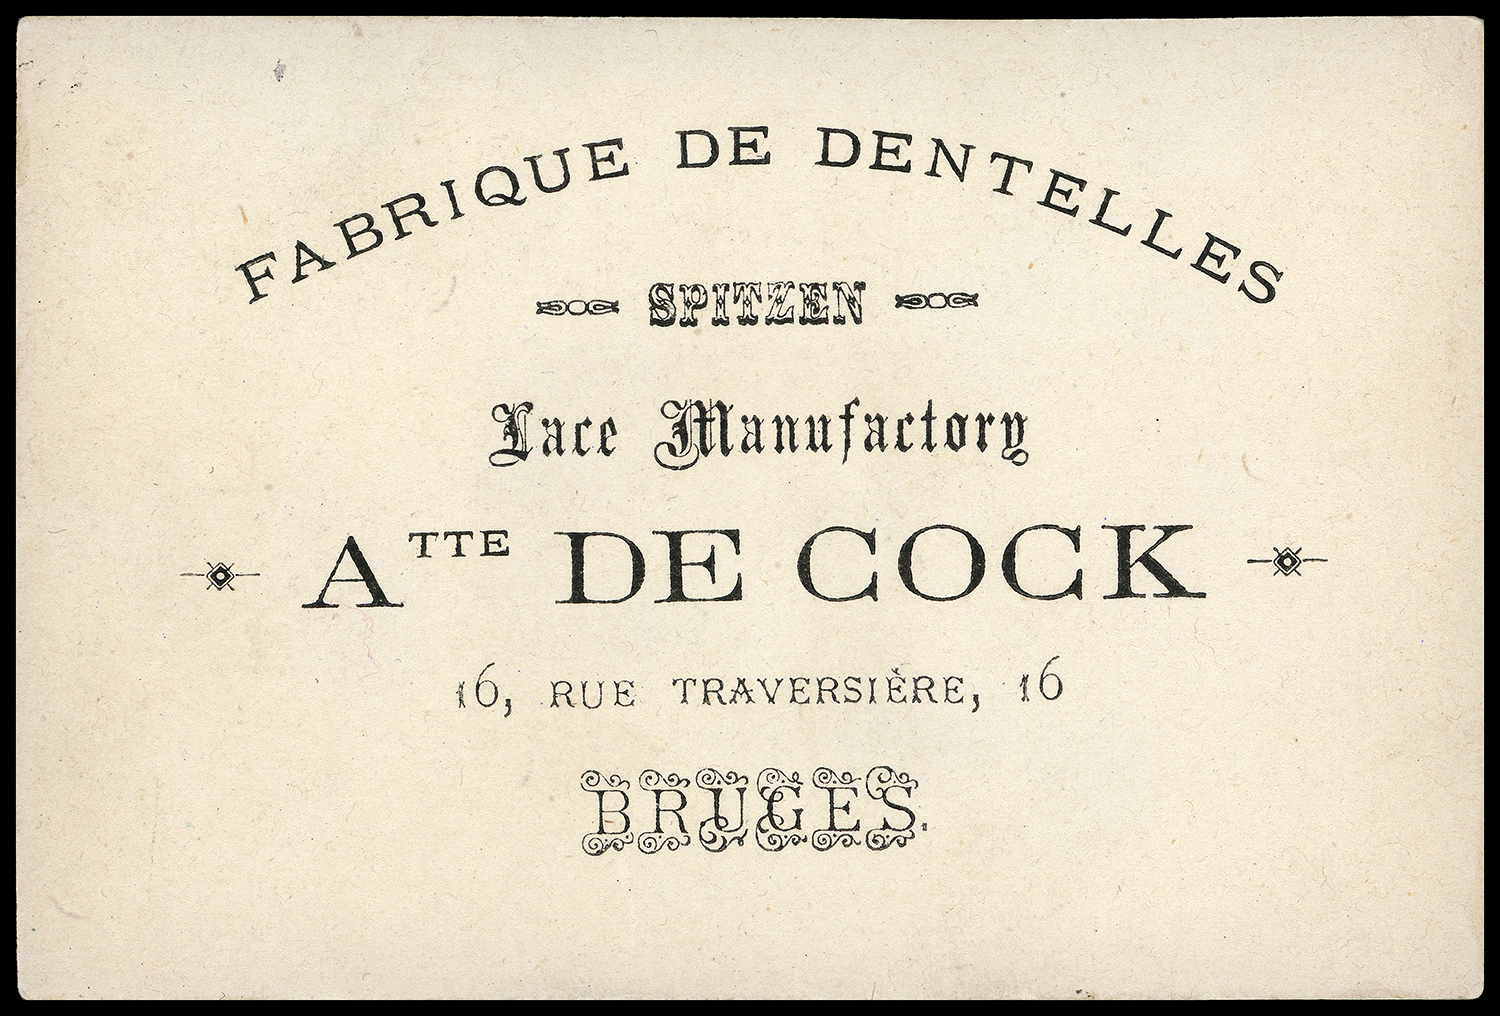 FABRIQUE DE DENTELLES
SPITZEN
Lace Manufactory
ATTE DE COCK
16, RUE TRAVERSIÈRE, 16
BRUGES.